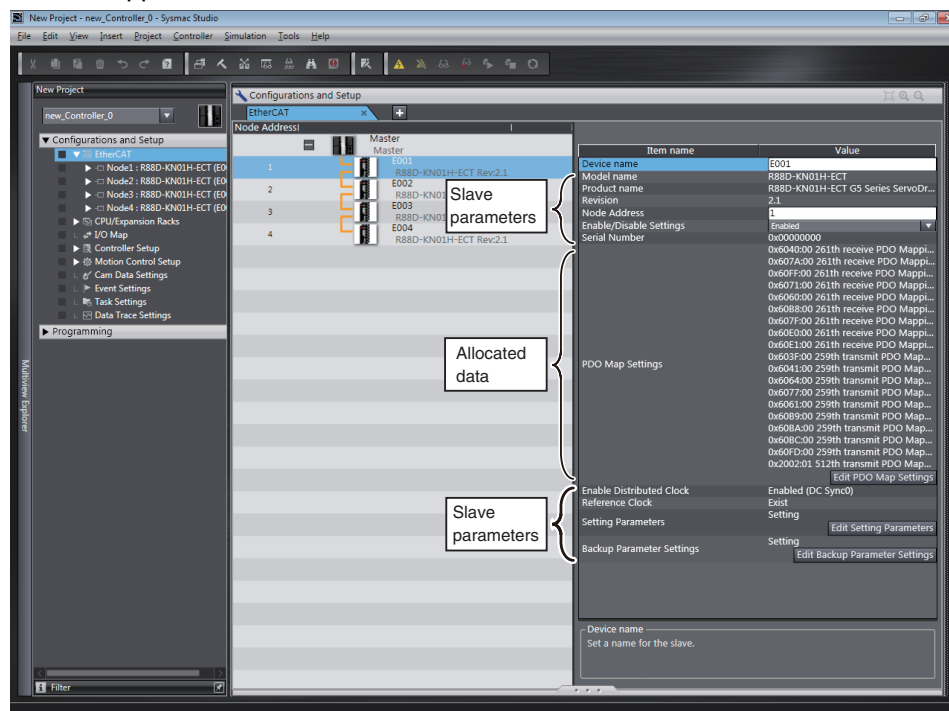 New Project - new_Controller_0 - Sysmac Studio
File Edit View Insert Project Controller Simulation Tools Help
New Project
new_Controller_0
Configurations and Setup
EtherCAT
Node1 : R88D-KN01H-ECT (E0
Node2 : R88D-KN01H-ECT (E0
Node3 : R88D-KN01H-ECT (E0
Node4 : R88D-KN01H-ECT (E0
CPU/Expansion Racks
I/O Map
Controller Setup
Motion Control Setup
Cam Data Settings
Event Settings
Task Settings
Data Trace Settings
Programming
Multiview Explorer
Filter
Configurations and Setup
EtherCAT
Node Address
Master
Master
1
E001
R88D-KN01H-ECT Rev:2.1
2
E002
R88D-KN01
3
E003
R88D-KN01
4
E004
R88D-KN01H-ECT Rev:2.1
Slave
parameters
Allocated
data
Slave
parameters
Item name Value
Device name E001
Model name R88D-KN01H-ECT
Product name R88D-KN01H-ECT G5 Series ServoDr...
Revision 2.1
Node Address 1
Enable/Disable Settings Enabled
Serial Number 0x00000000
PDO Map Settings
0x6040:00 261th receive PDO Mappi...
0x607A:00 261th receive PDO Mappi...
0x60FF:00 261th receive PDO Mappi...
0x6071:00 261th receive PDO Mappi...
0x6060:00 261th receive PDO Mappi...
0x60B8:00 261th receive PDO Mappi...
0x607F:00 261th receive PDO Mappi...
0x60E0:00 261th receive PDO Mappi...
0x60E1:00 261th receive PDO Mappi...
0x603F:00 259th transmit PDO Map...
0x6041:00 259th transmit PDO Map...
0x6064:00 259th transmit PDO Map...
0x6077:00 259th transmit PDO Map...
0x6061:00 259th transmit PDO Map...
0x60B9:00 259th transmit PDO Map...
0x60BA:00 259th transmit PDO Map...
0x60BC:00 259th transmit PDO Map...
0x60FD:00 259th transmit PDO Map...
0x2002:01 512th transmit PDO Map...
Edit PDO Map Settings
Enable Distributed Clock Enabled (DC Sync0)
Reference Clock Exist
Setting Parameters Setting
Edit Setting Parameters
Backup Parameter Settings Setting
Edit Backup Parameter Settings
Device name
Set a name for the slave.